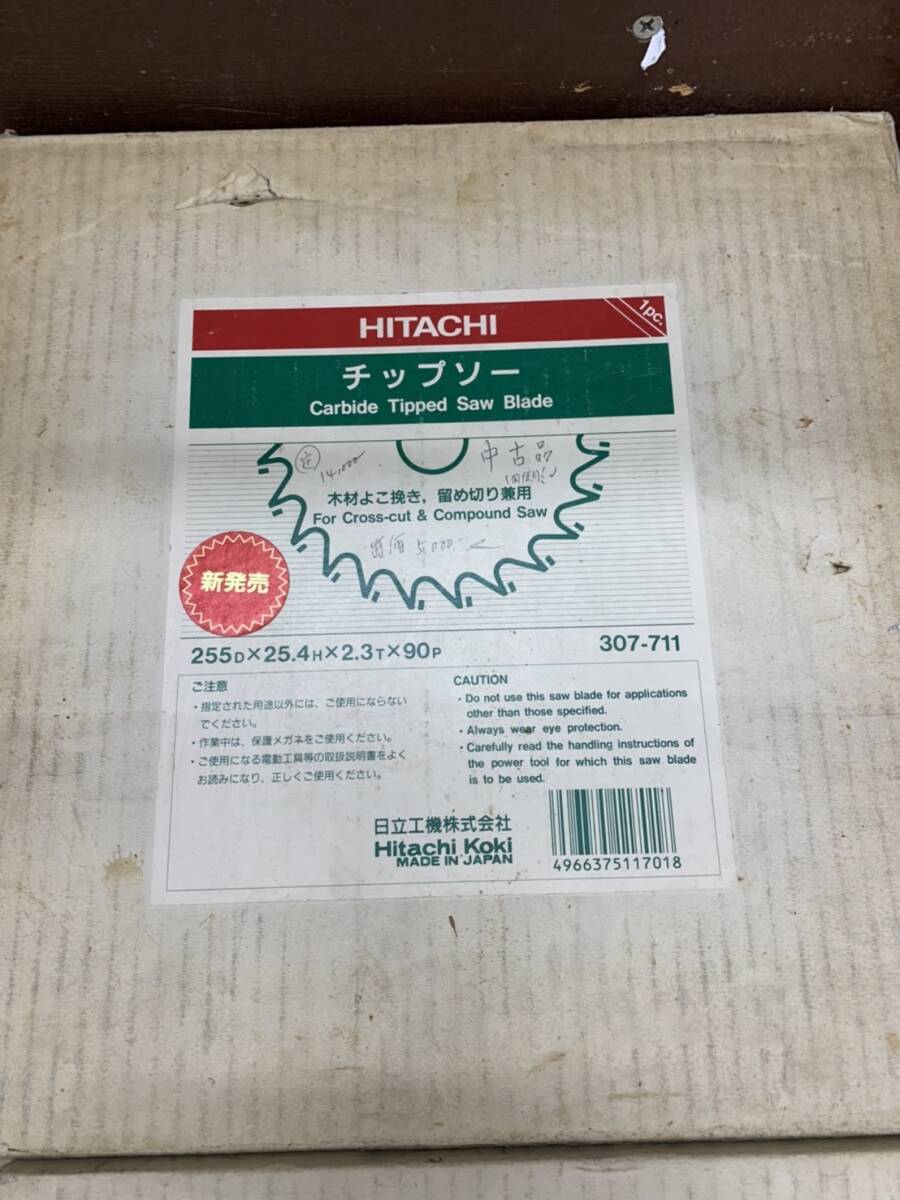 HITACHI
1pc.
チップソー
Carbide Tipped Saw Blade
定 14,000
中古品
木材よこ挽き,留め切り兼用
For Cross-cut & Compound Saw
特価 5,000
新発売
255D×25.4H×2.3T×90P
307-711
ご注意
・指定された用途以外には、ご使用にならない
でください。
・作業中は、保護メガネをご使用ください。
・ご使用になる電動工具等の取扱説明書をよく
お読みになり、正しくご使用ください。
CAUTION
・Do not use this saw blade for applications
other than those specified.
・Always wear eye protection.
・Carefully read the handling instructions of
the power tool for which this saw blade
is to be used.
日立工機株式会社
Hitachi Koki
MADE IN JAPAN
4966375117018